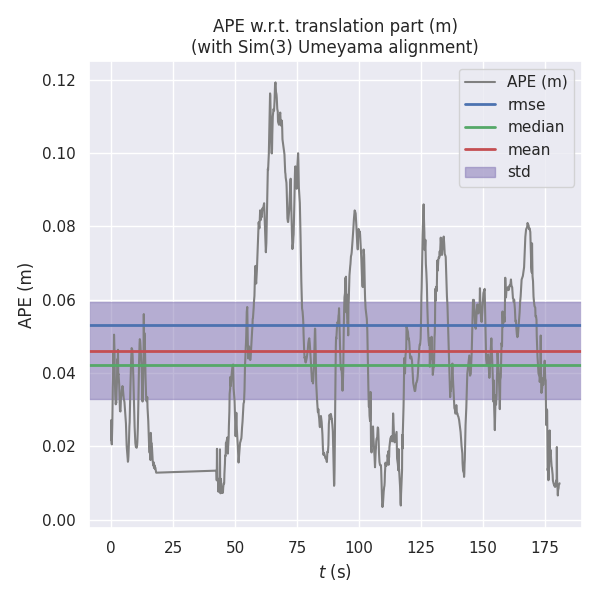 APE w.r.t. translation part (m)
(with Sim(3) Umeyama alignment)
APE (m)
rmse
median
mean
std
0.12
0.10
0.08
0.06
0.04
0.02
0.00
APE (m)
0 25 50 75 100 125 150 175
t (s)